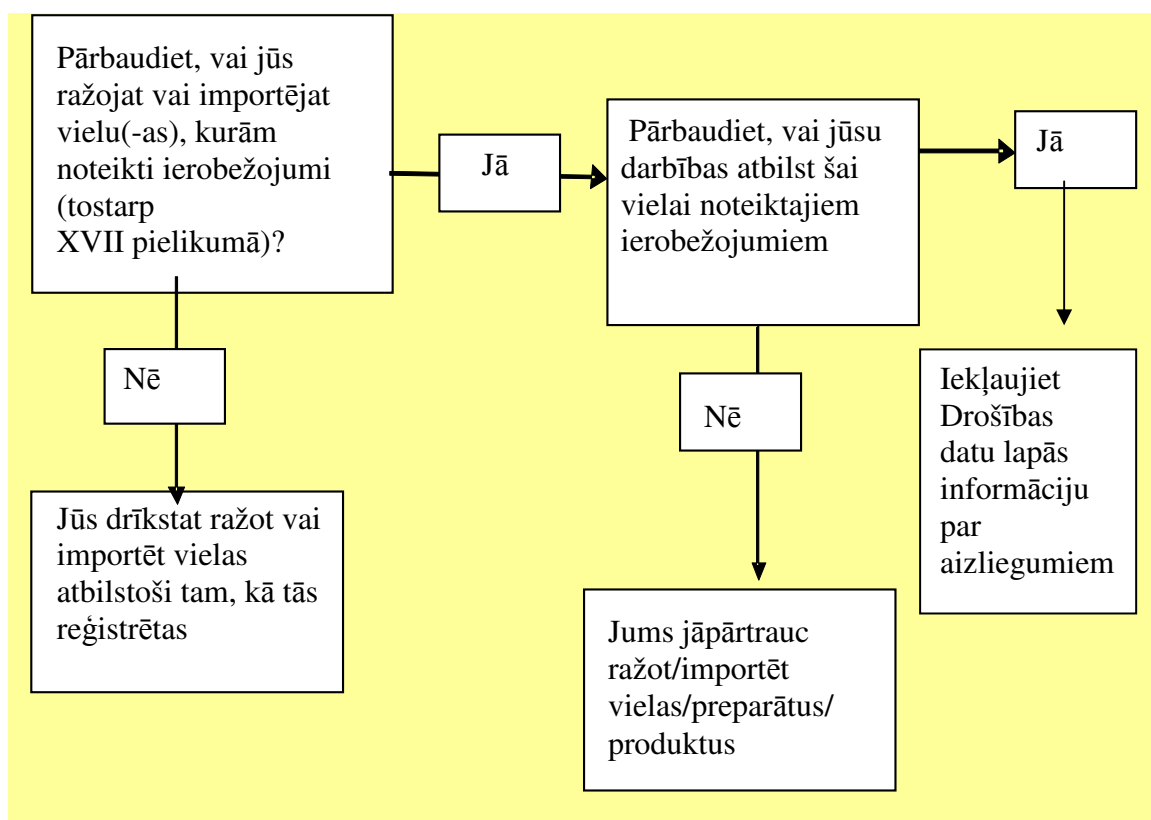 Pārbaudiet, vai jūs
ražojat vai importējat
vielu(-as), kurām
noteikti ierobežojumi
(tostarp
XVII pielikumā)?
Jā
Pārbaudiet, vai jūsu
darbības atbilst šai
vielai noteiktajiem
ierobežojumiem
Jā
Nē
Nē
Iekļaujiet
Drošības
datu lapās
informāciju
par
aizliegumiem
Jūs drīkstat ražot vai
importēt vielas
atbilstoši tam, kā tās
reģistrētas
Jums jāpārtrauc
ražot/importēt
vielas/preparātus/
produktus